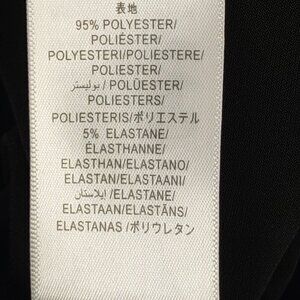 表地
95% POLYESTER/
POLIÉSTER/
POLYESTERI/POLIESTERE/
POLIESTER/
بوليستر / POLÜESTER/
POLIESTERS/
POLIESTERIS/ポリエステル
5% ELASTANE/
ÉLASTHANNE/
ELASTHAN/ELASTANO/
ELASTAN/ELASTAANI/
إيلاستان /ELASTANE/
ELASTAAN/ELASTĀNS/
ELASTANAS /ポリウレタン